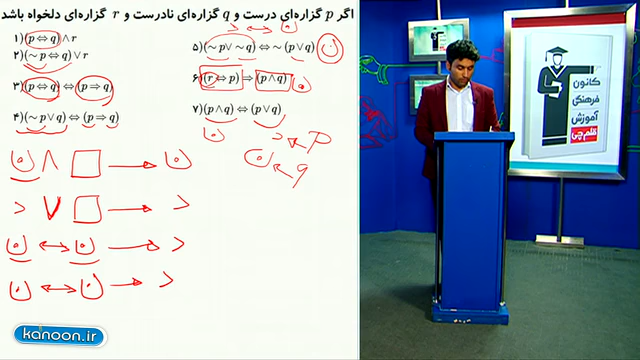 اگر p گزاره‌ای درست و q گزاره‌ای نادرست و r گزاره‌ای دلخواه باشد
۱) (p ⇔ q) ∧ r
۲) (∼ p ∨ ∼ q) ∨ r
۳) (p ⇔ q) ⇔ (p ⇒ q)
۴) (∼ p ∨ q) ⇔ (p ⇒ q)
۵) (∼ p ∨ ∼ q) ⇔ ∼ (p ∨ q) ن
د ↔ ن
۶) (r ⇔ p) ⇒ (p ∧ q) ن
۷) (p ∧ q) ⇔ (p ∨ q)
ن د
د ← p
ن ← q
ن ∧ □ → ن
د ∨ □ → د
ن ↔ ن → د
ن ↔ ن → د
کانون
فرهنگی
آموزش
قلم‌چی
kanoon.ir